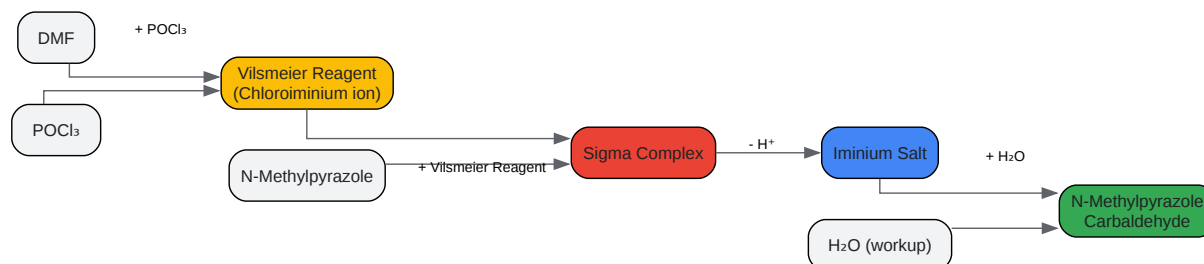 DMF
+ POCl₃
POCl₃
Vilsmeier Reagent
(Chloroiminium ion)
N-Methylpyrazole
+ Vilsmeier Reagent
Sigma Complex
- H⁺
Iminium Salt
+ H₂O
H₂O (workup)
N-Methylpyrazole
Carbaldehyde